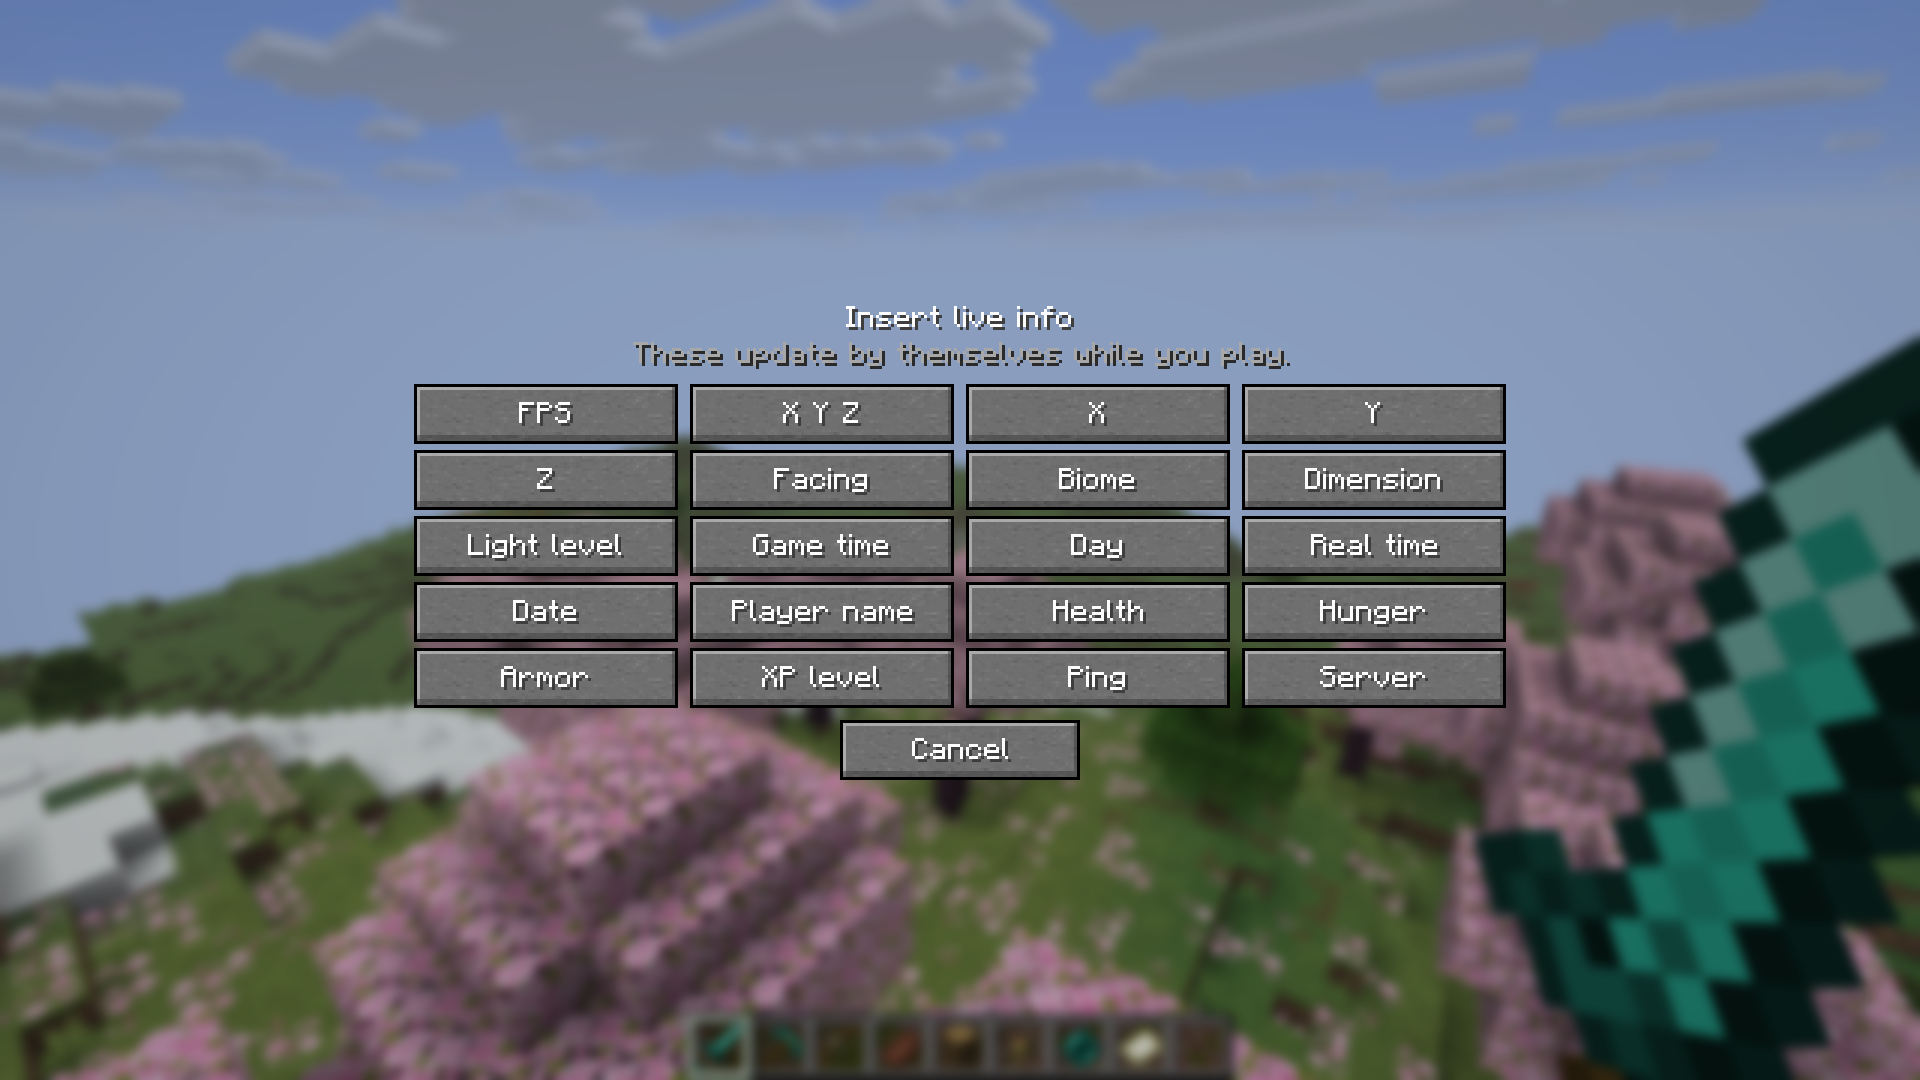 Insert live info
These update by themselves while you play.
FPS
X Y Z
X
Y
Z
Facing
Biome
Dimension
Light level
Game time
Day
Real time
Date
Player name
Health
Hunger
Armor
XP level
Ping
Server
Cancel